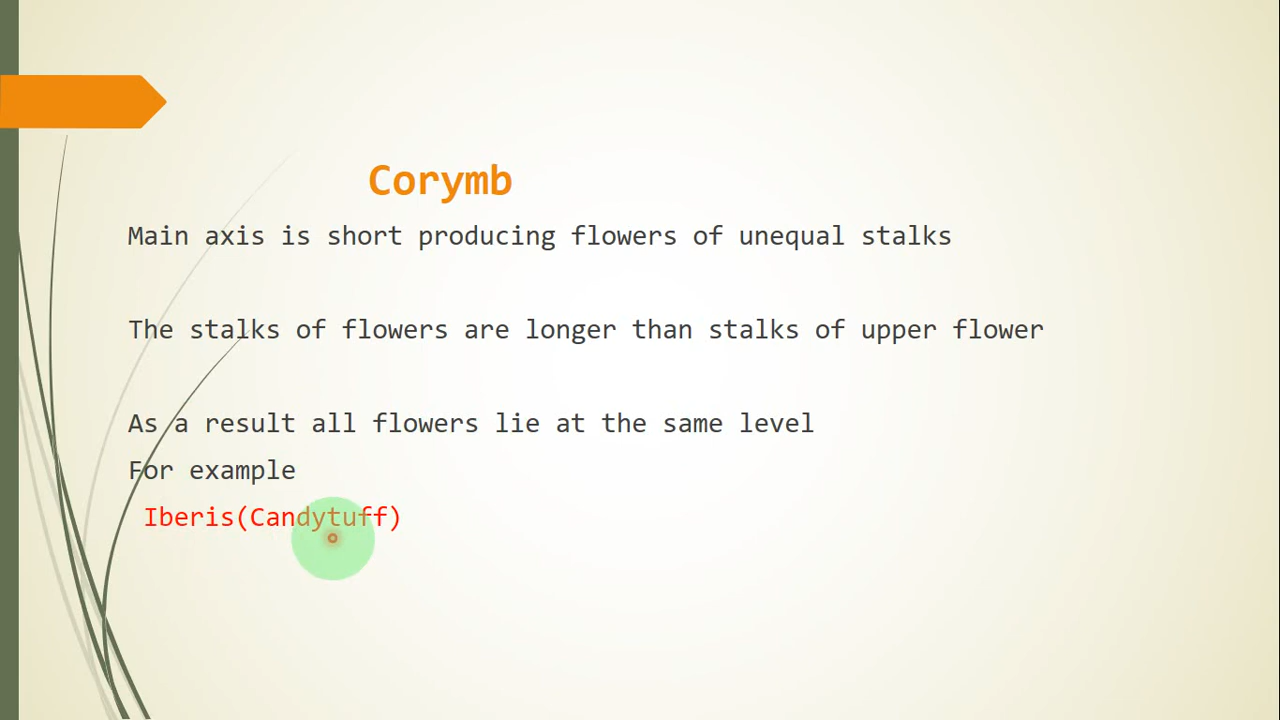 Corymb
Main axis is short producing flowers of unequal stalks
The stalks of flowers are longer than stalks of upper flower
As a result all flowers lie at the same level
For example
Iberis(Candytuff)